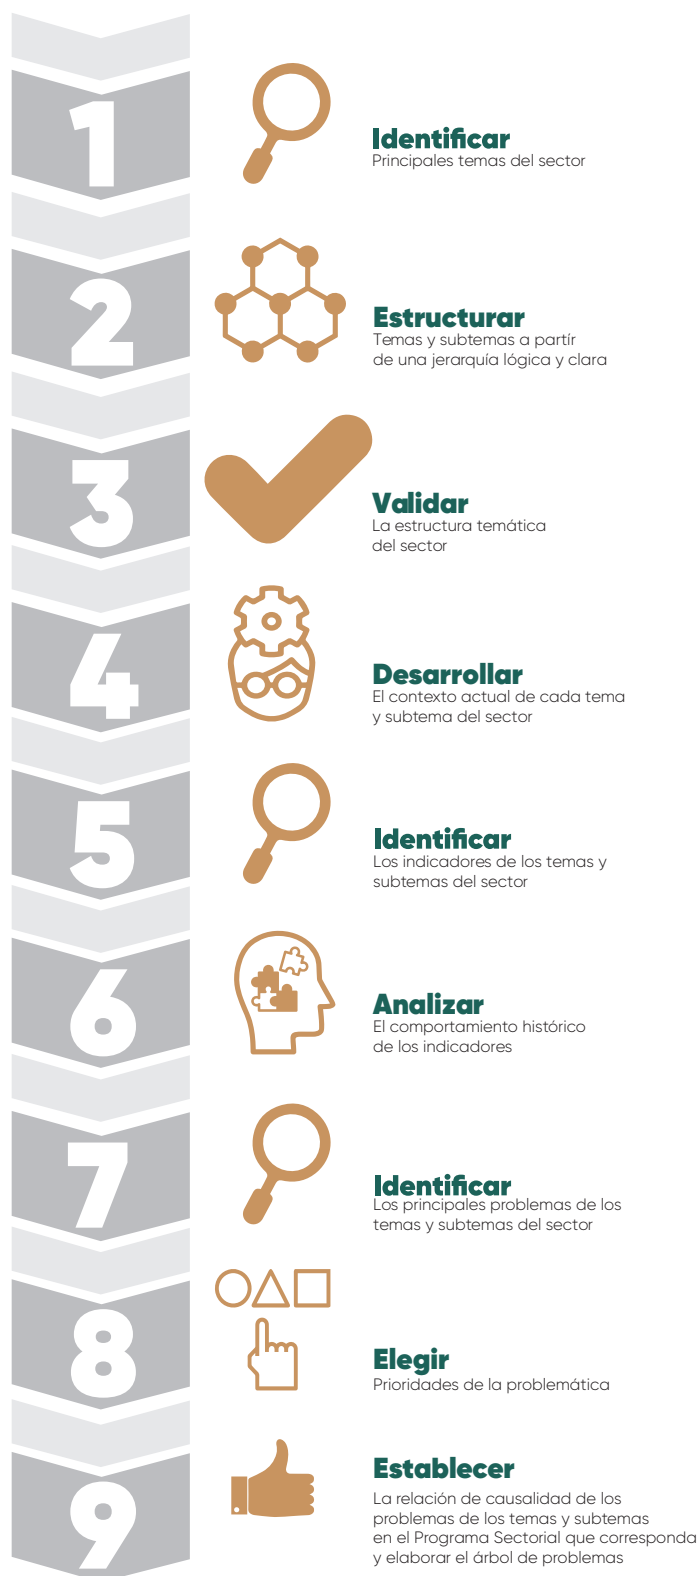 1
Identificar
Principales temas del sector
2
Estructurar
Temas y subtemas a partír
de una jerarquía lógica y clara
3
Validar
La estructura temática
del sector
4
Desarrollar
El contexto actual de cada tema
y subtema del sector
5
Identificar
Los indicadores de los temas y
subtemas del sector
6
Analizar
El comportamiento histórico
de los indicadores
7
Identificar
Los principales problemas de los
temas y subtemas del sector
8
Elegir
Prioridades de la problemática
9
Establecer
La relación de causalidad de los
problemas de los temas y subtemas
en el Programa Sectorial que corresponda
y elaborar el árbol de problemas